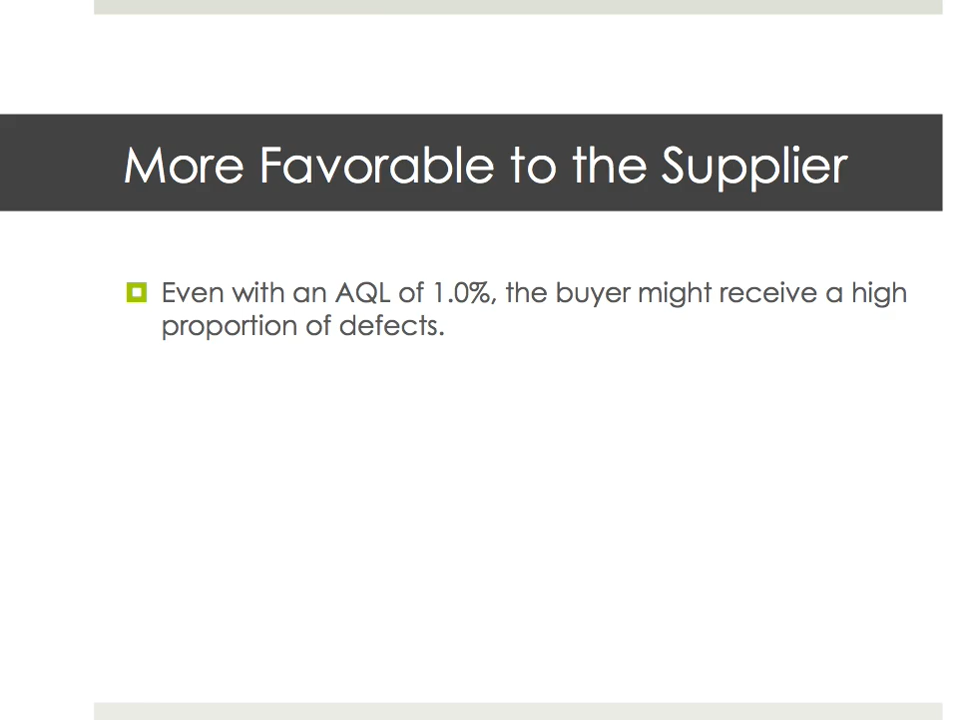 More Favorable to the Supplier
Even with an AQL of 1.0%, the buyer might receive a high
proportion of defects.